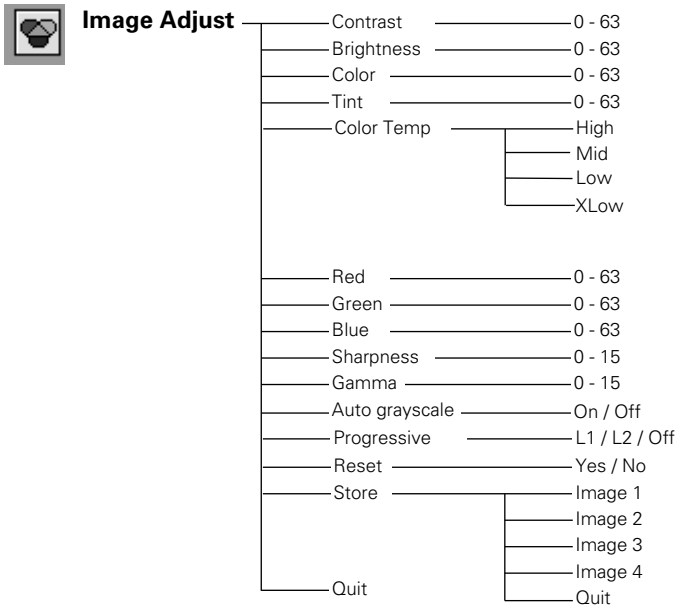 Image Adjust
Contrast 0 - 63
Brightness 0 - 63
Color 0 - 63
Tint 0 - 63
Color Temp High
Mid
Low
XLow
Red 0 - 63
Green 0 - 63
Blue 0 - 63
Sharpness 0 - 15
Gamma 0 - 15
Auto grayscale On / Off
Progressive L1 / L2 / Off
Reset Yes / No
Store Image 1
Image 2
Image 3
Image 4
Quit Quit